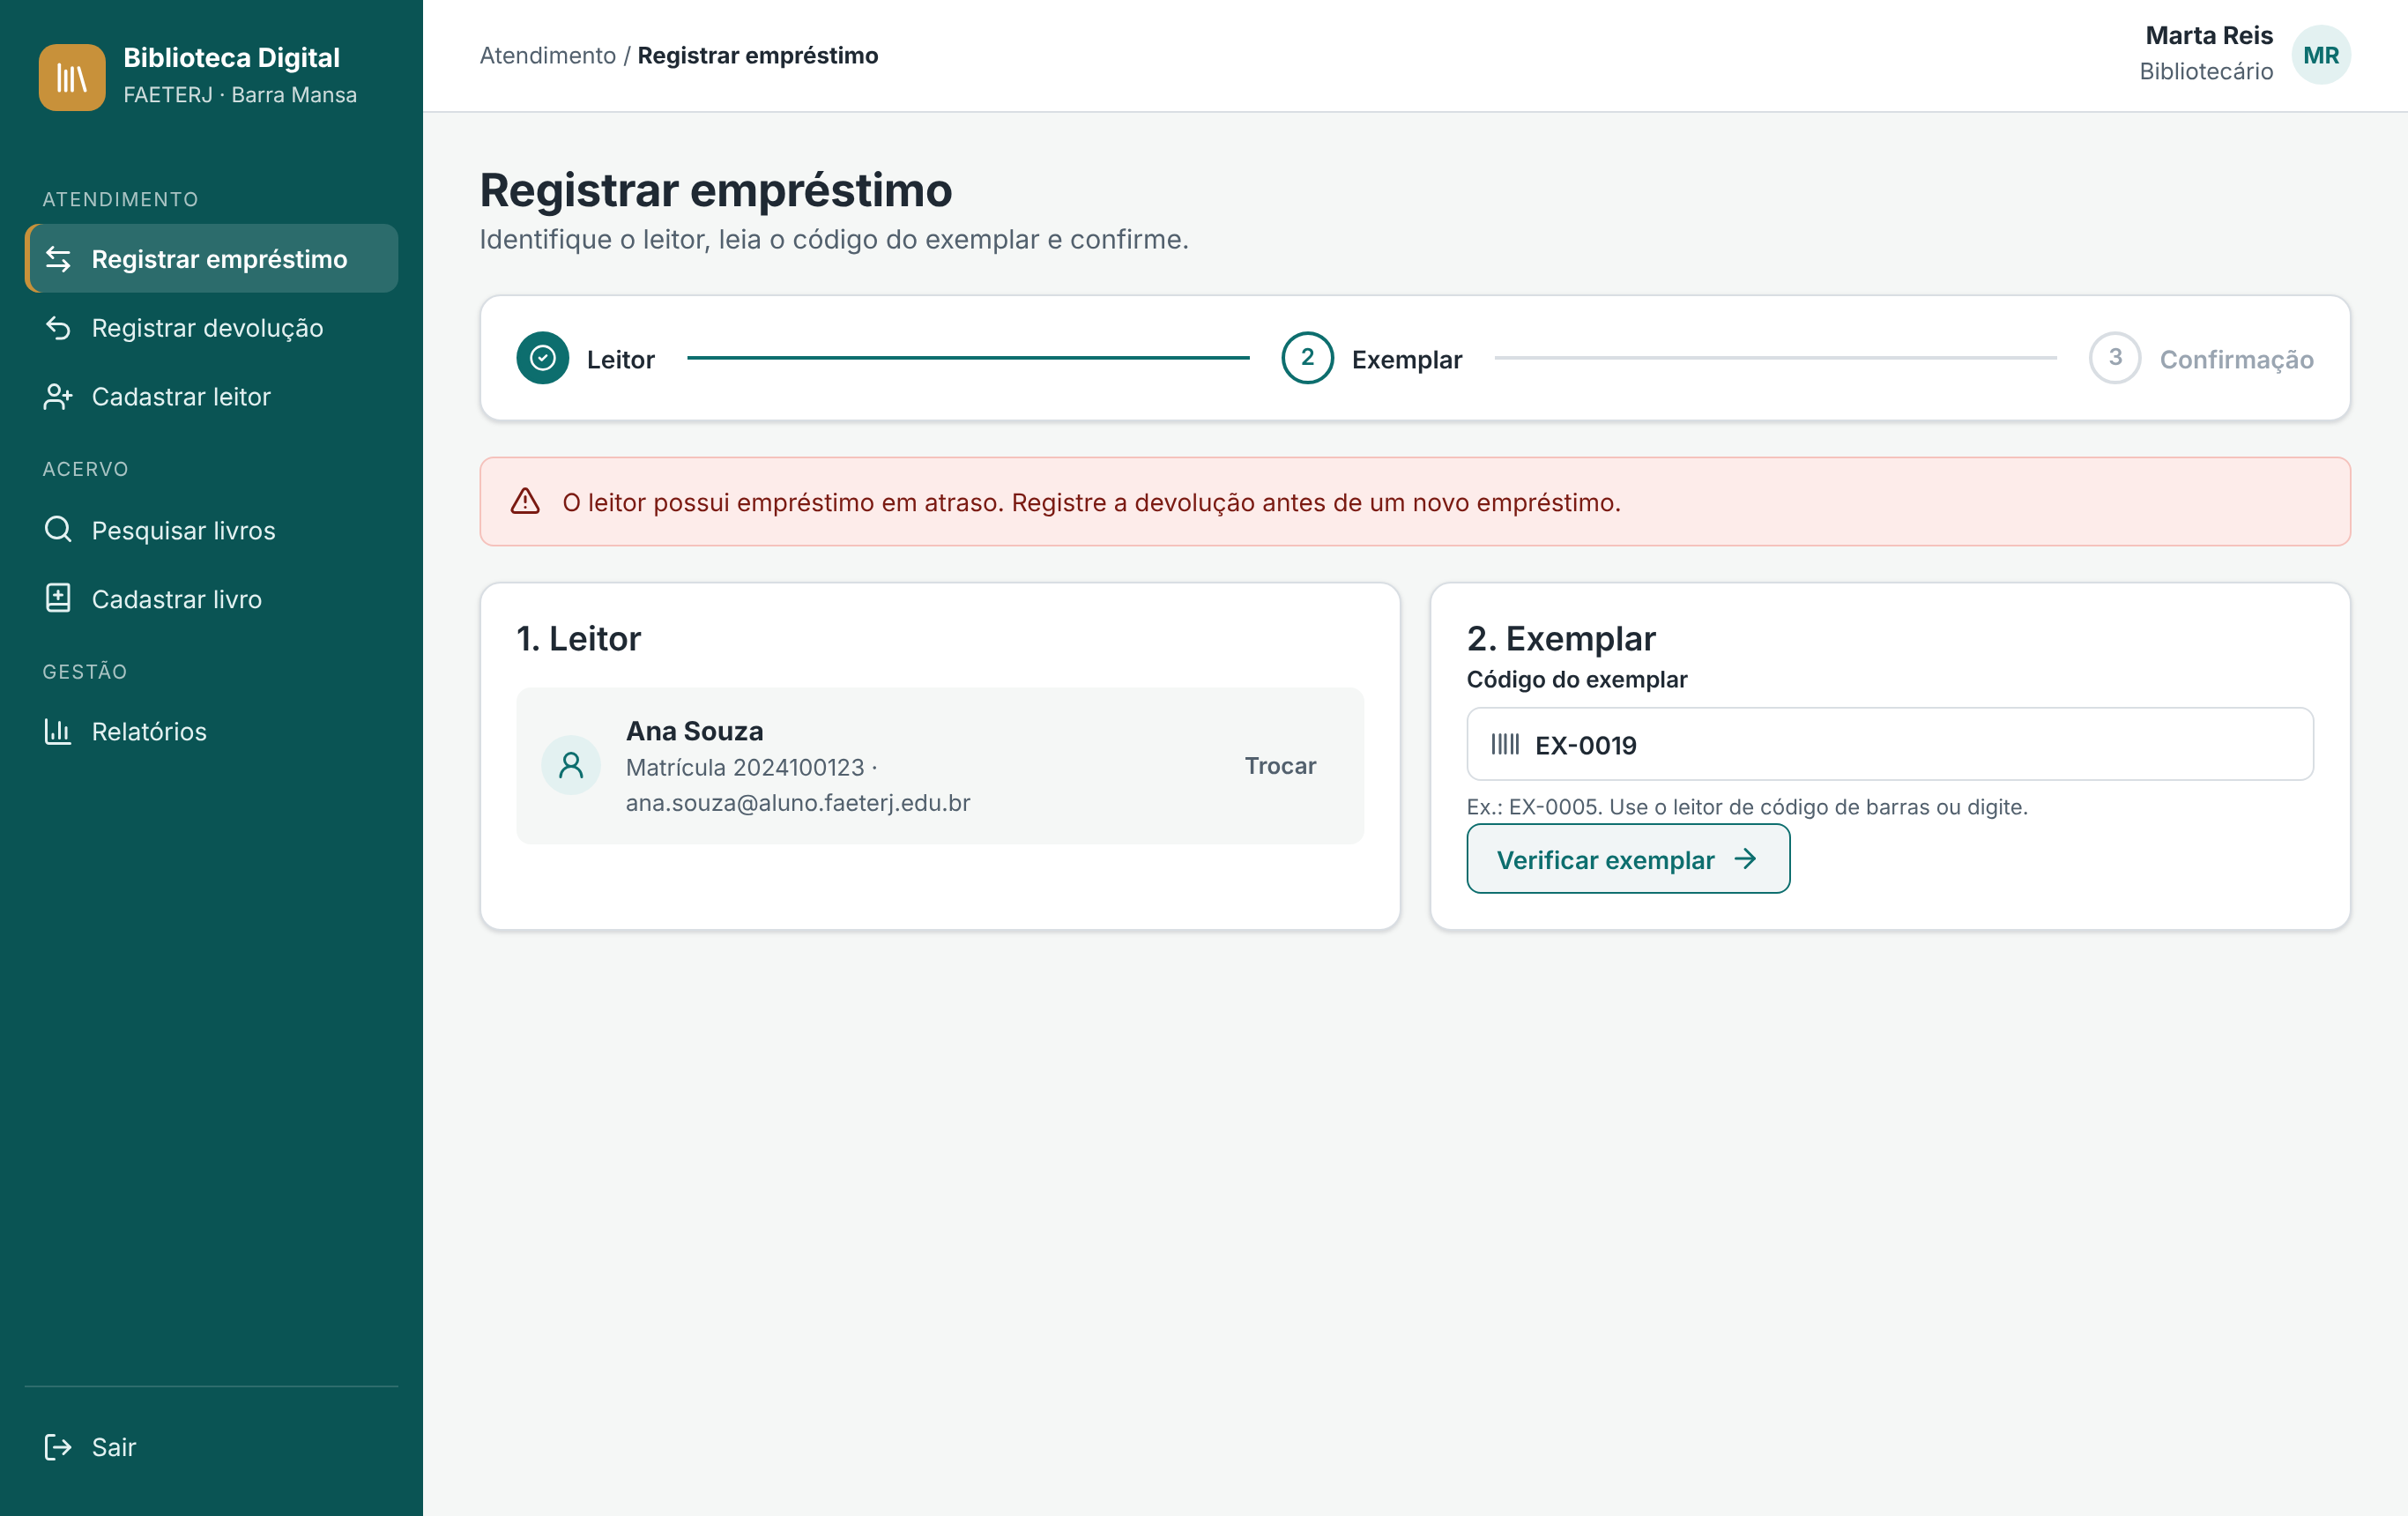 Biblioteca Digital
FAETERJ · Barra Mansa
ATENDIMENTO
Registrar empréstimo
Registrar devolução
Cadastrar leitor
ACERVO
Pesquisar livros
Cadastrar livro
GESTÃO
Relatórios
Sair
Atendimento / Registrar empréstimo
Marta Reis
Bibliotecário
MR
Registrar empréstimo
Identifique o leitor, leia o código do exemplar e confirme.
Leitor
2 Exemplar
3 Confirmação
O leitor possui empréstimo em atraso. Registre a devolução antes de um novo empréstimo.
1. Leitor
Ana Souza
Matrícula 2024100123 ·
ana.souza@aluno.faeterj.edu.br
Trocar
2. Exemplar
Código do exemplar
EX-0019
Ex.: EX-0005. Use o leitor de código de barras ou digite.
Verificar exemplar